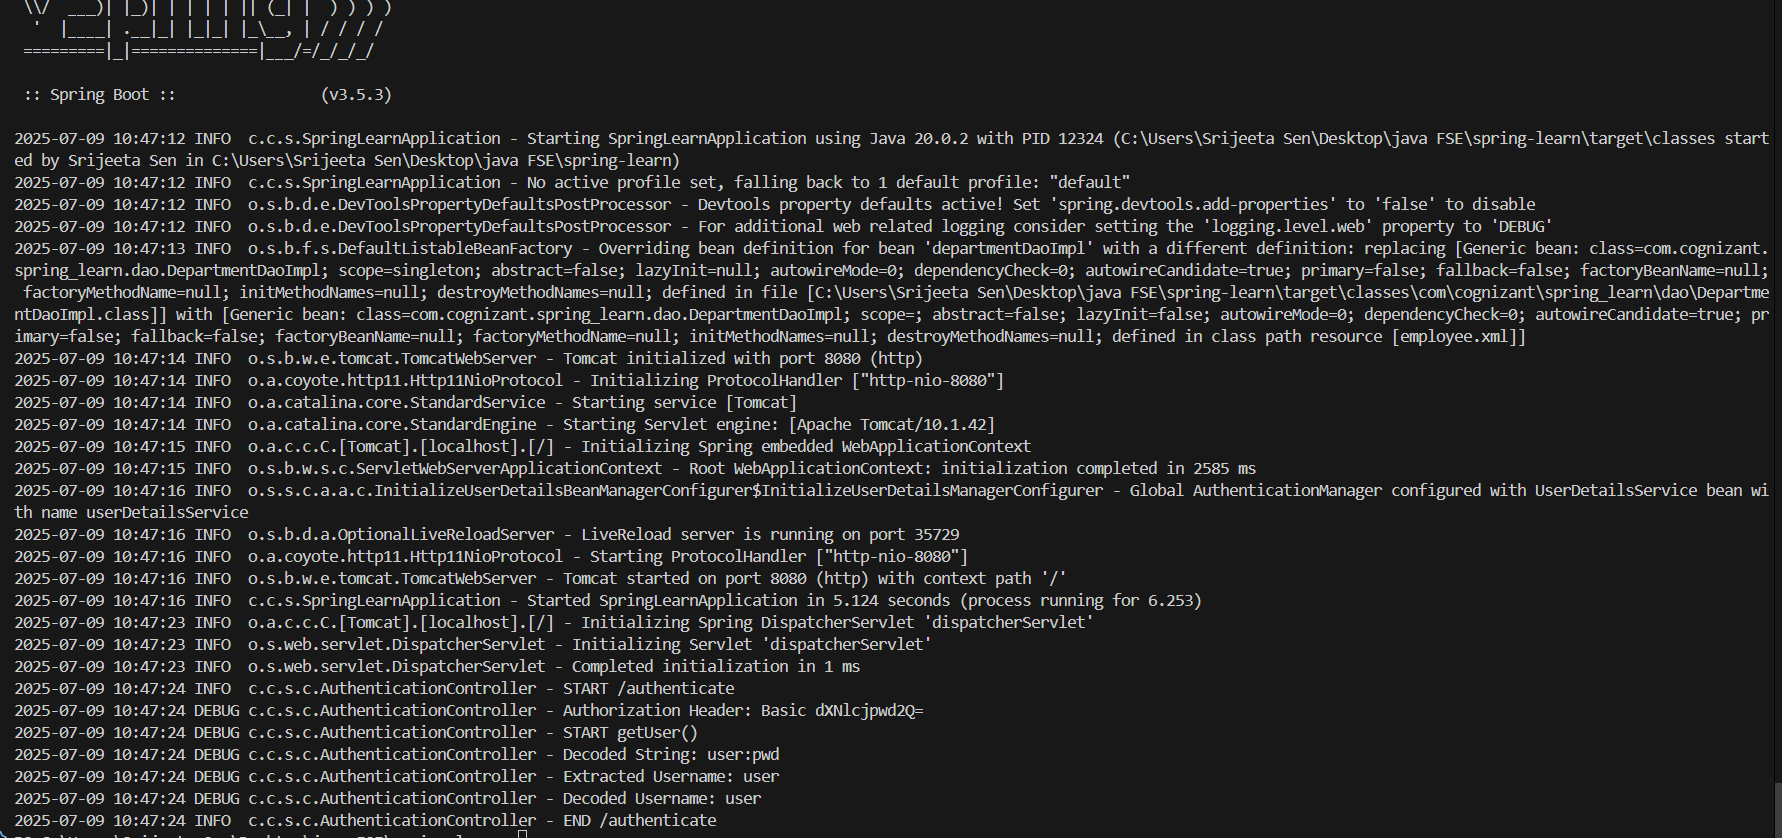 \\/  ___)| |_)| | | | | || (_| |  ) ) ) )
'  |____| .__|_| |_|_| |_\__, | / / / /
=========|_|==============|___/=/_/_/_/
:: Spring Boot ::                (v3.5.3)
2025-07-09 10:47:12 INFO  c.c.s.SpringLearnApplication - Starting SpringLearnApplication using Java 20.0.2 with PID 12324 (C:\Users\Srijeeta Sen\Desktop\java FSE\spring-learn\target\classes start
ed by Srijeeta Sen in C:\Users\Srijeeta Sen\Desktop\java FSE\spring-learn)
2025-07-09 10:47:12 INFO  c.c.s.SpringLearnApplication - No active profile set, falling back to 1 default profile: "default"
2025-07-09 10:47:12 INFO  o.s.b.d.e.DevToolsPropertyDefaultsPostProcessor - Devtools property defaults active! Set 'spring.devtools.add-properties' to 'false' to disable
2025-07-09 10:47:12 INFO  o.s.b.d.e.DevToolsPropertyDefaultsPostProcessor - For additional web related logging consider setting the 'logging.level.web' property to 'DEBUG'
2025-07-09 10:47:13 INFO  o.s.b.f.s.DefaultListableBeanFactory - Overriding bean definition for bean 'departmentDaoImpl' with a different definition: replacing [Generic bean: class=com.cognizant.
spring_learn.dao.DepartmentDaoImpl; scope=singleton; abstract=false; lazyInit=null; autowireMode=0; dependencyCheck=0; autowireCandidate=true; primary=false; fallback=false; factoryBeanName=null;
factoryMethodName=null; initMethodNames=null; destroyMethodNames=null; defined in file [C:\Users\Srijeeta Sen\Desktop\java FSE\spring-learn\target\classes\com\cognizant\spring_learn\dao\Departme
ntDaoImpl.class]] with [Generic bean: class=com.cognizant.spring_learn.dao.DepartmentDaoImpl; scope=; abstract=false; lazyInit=false; autowireMode=0; dependencyCheck=0; autowireCandidate=true; pr
imary=false; fallback=false; factoryBeanName=null; factoryMethodName=null; initMethodNames=null; destroyMethodNames=null; defined in class path resource [employee.xml]]
2025-07-09 10:47:14 INFO  o.s.b.w.e.tomcat.TomcatWebServer - Tomcat initialized with port 8080 (http)
2025-07-09 10:47:14 INFO  o.a.coyote.http11.Http11NioProtocol - Initializing ProtocolHandler ["http-nio-8080"]
2025-07-09 10:47:14 INFO  o.a.catalina.core.StandardService - Starting service [Tomcat]
2025-07-09 10:47:14 INFO  o.a.catalina.core.StandardEngine - Starting Servlet engine: [Apache Tomcat/10.1.42]
2025-07-09 10:47:15 INFO  o.a.c.c.C.[Tomcat].[localhost].[/] - Initializing Spring embedded WebApplicationContext
2025-07-09 10:47:15 INFO  o.s.b.w.s.c.ServletWebServerApplicationContext - Root WebApplicationContext: initialization completed in 2585 ms
2025-07-09 10:47:16 INFO  o.s.s.c.a.a.c.InitializeUserDetailsBeanManagerConfigurer$InitializeUserDetailsManagerConfigurer - Global AuthenticationManager configured with UserDetailsService bean wi
th name userDetailsService
2025-07-09 10:47:16 INFO  o.s.b.d.a.OptionalLiveReloadServer - LiveReload server is running on port 35729
2025-07-09 10:47:16 INFO  o.a.coyote.http11.Http11NioProtocol - Starting ProtocolHandler ["http-nio-8080"]
2025-07-09 10:47:16 INFO  o.s.b.w.e.tomcat.TomcatWebServer - Tomcat started on port 8080 (http) with context path '/'
2025-07-09 10:47:16 INFO  c.c.s.SpringLearnApplication - Started SpringLearnApplication in 5.124 seconds (process running for 6.253)
2025-07-09 10:47:23 INFO  o.a.c.c.C.[Tomcat].[localhost].[/] - Initializing Spring DispatcherServlet 'dispatcherServlet'
2025-07-09 10:47:23 INFO  o.s.web.servlet.DispatcherServlet - Initializing Servlet 'dispatcherServlet'
2025-07-09 10:47:23 INFO  o.s.web.servlet.DispatcherServlet - Completed initialization in 1 ms
2025-07-09 10:47:24 INFO  c.c.s.c.AuthenticationController - START /authenticate
2025-07-09 10:47:24 DEBUG c.c.s.c.AuthenticationController - Authorization Header: Basic dXNlcjpwd2Q=
2025-07-09 10:47:24 DEBUG c.c.s.c.AuthenticationController - START getUser()
2025-07-09 10:47:24 DEBUG c.c.s.c.AuthenticationController - Decoded String: user:pwd
2025-07-09 10:47:24 DEBUG c.c.s.c.AuthenticationController - Extracted Username: user
2025-07-09 10:47:24 DEBUG c.c.s.c.AuthenticationController - Decoded Username: user
2025-07-09 10:47:24 INFO  c.c.s.c.AuthenticationController - END /authenticate